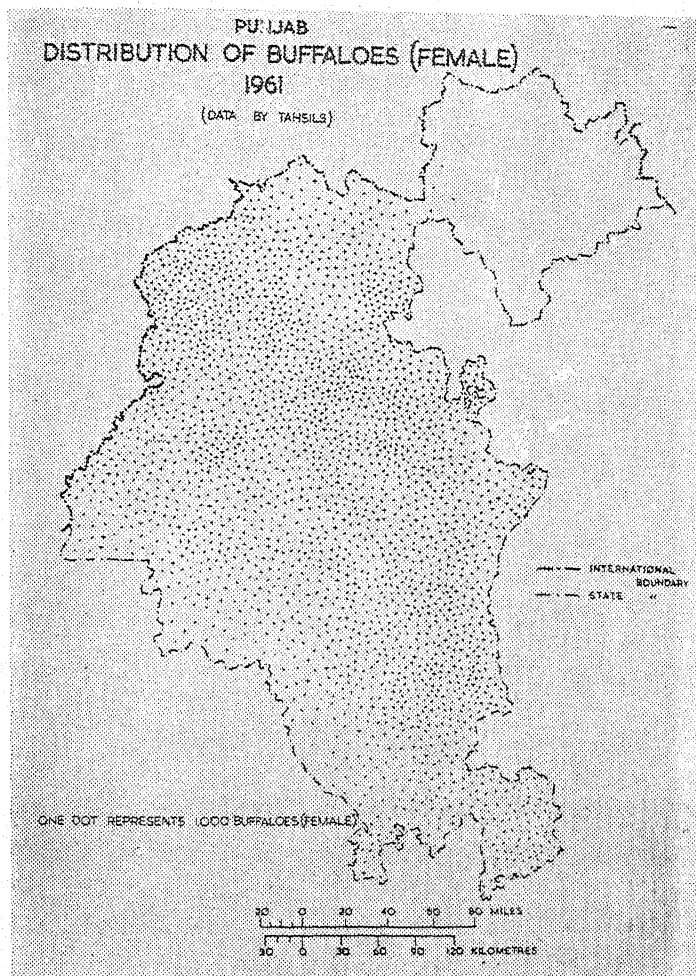 PUNJAB
DISTRIBUTION OF BUFFALOES (FEMALE)
1961
(DATA BY TAHSILS)
INTERNATIONAL
BOUNDARY
STATE "
ONE DOT REPRESENTS 1,000 BUFFALOES (FEMALE)
20 0 20 40 60 80 MILES
30 0 30 60 90 120 KILOMETRES